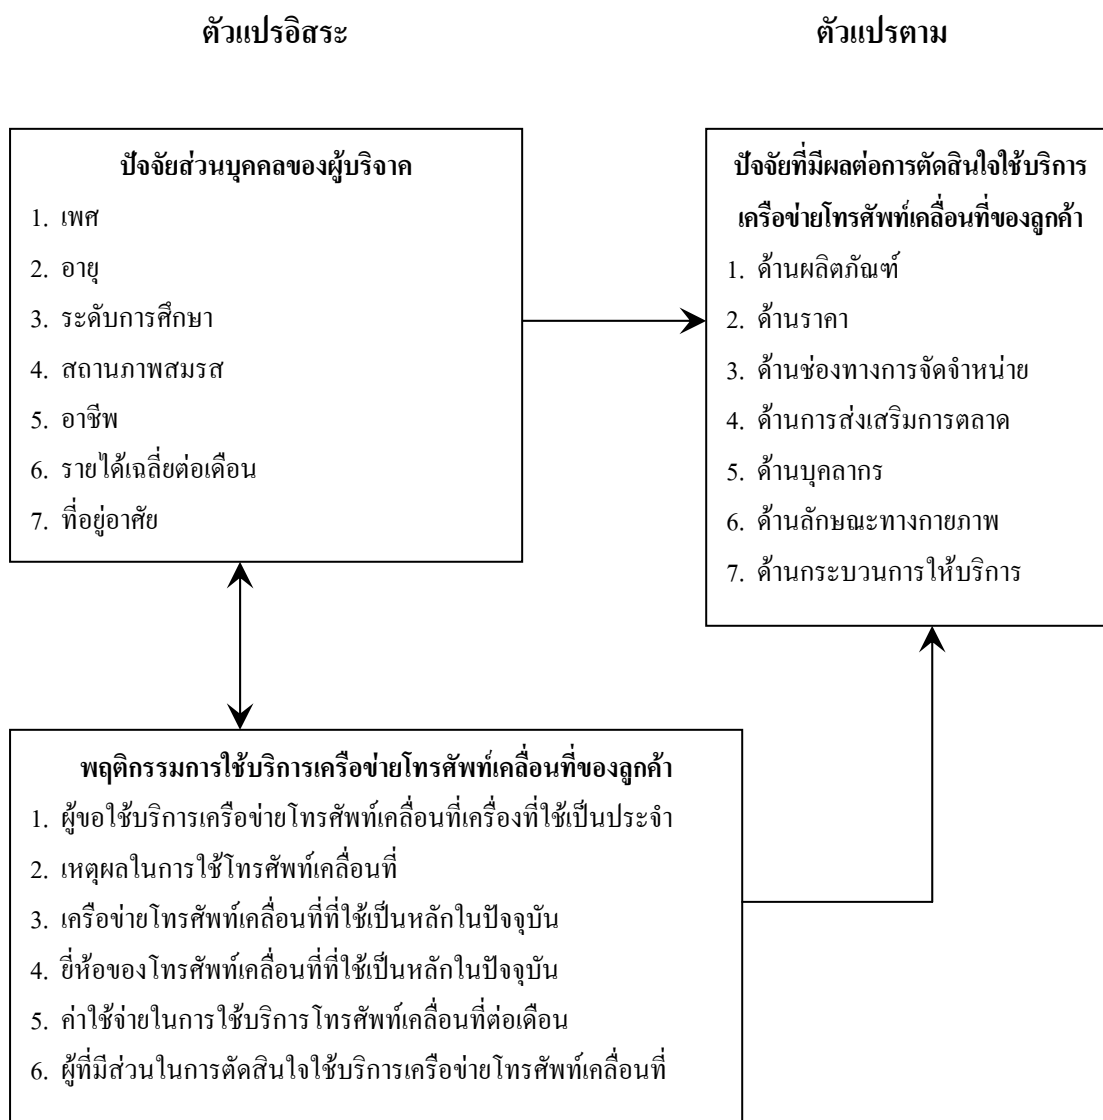 ตัวแปรอิสระ
ตัวแปรตาม
ปัจจัยส่วนบุคคลของผู้บริจาค
1. เพศ
2. อายุ
3. ระดับการศึกษา
4. สถานภาพสมรส
5. อาชีพ
6. รายได้เฉลี่ยต่อเดือน
7. ที่อยู่อาศัย
ปัจจัยที่มีผลต่อการตัดสินใจใช้บริการ
เครือข่ายโทรศัพท์เคลื่อนที่ของลูกค้า
1. ด้านผลิตภัณฑ์
2. ด้านราคา
3. ด้านช่องทางการจัดจำหน่าย
4. ด้านการส่งเสริมการตลาด
5. ด้านบุคลากร
6. ด้านลักษณะทางกายภาพ
7. ด้านกระบวนการให้บริการ
พฤติกรรมการใช้บริการเครือข่ายโทรศัพท์เคลื่อนที่ของลูกค้า
1. ผู้ขอใช้บริการเครือข่ายโทรศัพท์เคลื่อนที่เครื่องที่ใช้เป็นประจำ
2. เหตุผลในการใช้โทรศัพท์เคลื่อนที่
3. เครือข่ายโทรศัพท์เคลื่อนที่ที่ใช้เป็นหลักในปัจจุบัน
4. ยี่ห้อของโทรศัพท์เคลื่อนที่ที่ใช้เป็นหลักในปัจจุบัน
5. ค่าใช้จ่ายในการใช้บริการโทรศัพท์เคลื่อนที่ต่อเดือน
6. ผู้ที่มีส่วนในการตัดสินใจใช้บริการเครือข่ายโทรศัพท์เคลื่อนที่